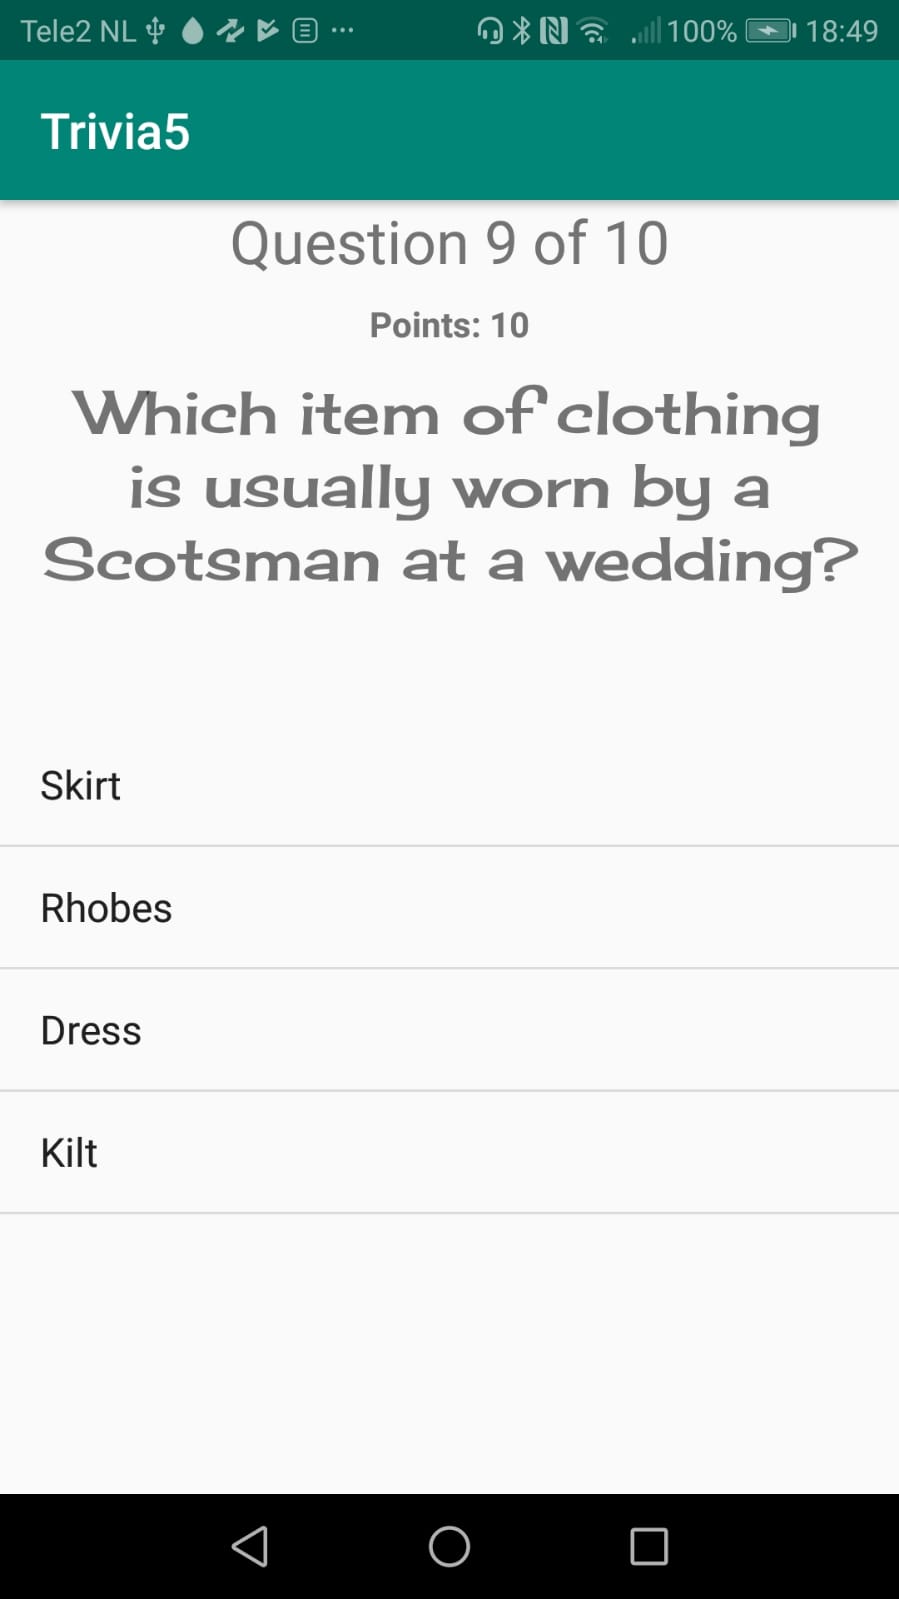 Tele2 NL 100% 18:49
Trivia5
Question 9 of 10
Points: 10
Which item of clothing
is usually worn by a
Scotsman at a wedding?
Skirt
Rhobes
Dress
Kilt